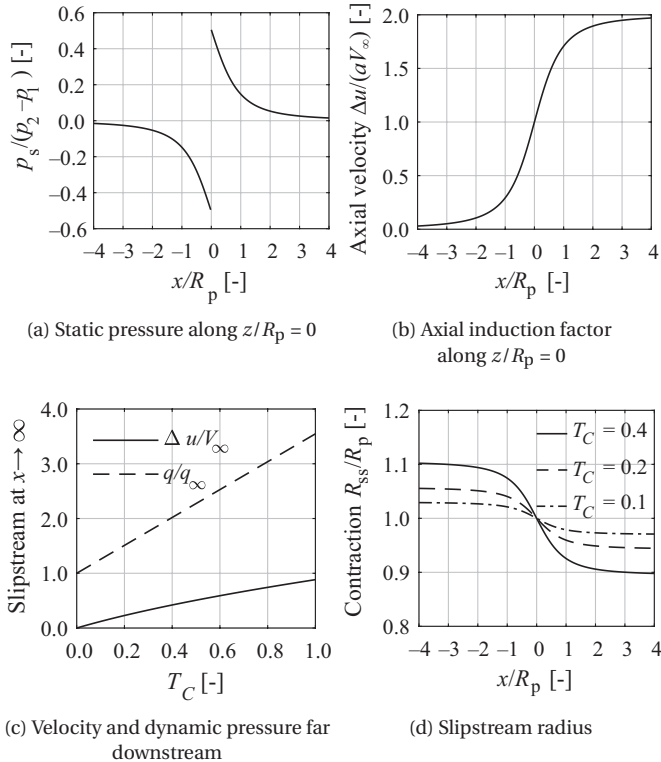 0.6
0.4
0.2
0.0
−0.2
−0.4
−0.6
p_s/(p_2−p_1) [-]
−4 −3 −2 −1 0 1 2 3 4
x/R_p [-]
(a) Static pressure along z/R_p = 0
2.0
1.5
1.0
0.5
0.0
Axial velocity Δu/(aV_∞) [-]
−4 −3 −2 −1 0 1 2 3 4
x/R_p [-]
(b) Axial induction factor
along z/R_p = 0
4.0
3.0
2.0
1.0
0.0
Slipstream at x→∞
Δ u/V_∞
q/q_∞
0.0 0.2 0.4 0.6 0.8 1.0
T_C [-]
(c) Velocity and dynamic pressure far
downstream
1.2
1.1
1.0
0.9
0.8
Contraction R_ss/R_p [-]
T_C = 0.4
T_C = 0.2
T_C = 0.1
−4 −3 −2 −1 0 1 2 3 4
x/R_p [-]
(d) Slipstream radius